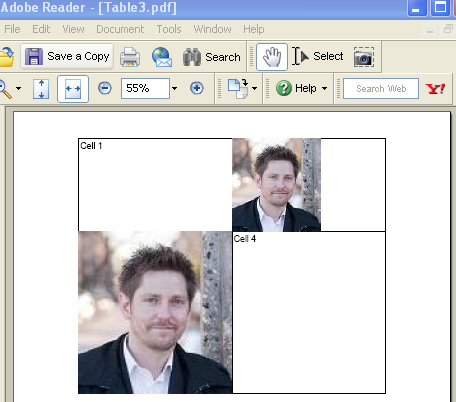 Adobe Reader - [Table3.pdf]
File Edit View Document Tools Window Help
Save a Copy Search Select
55% Help Search Web Y!
Cell 1
Cell 4